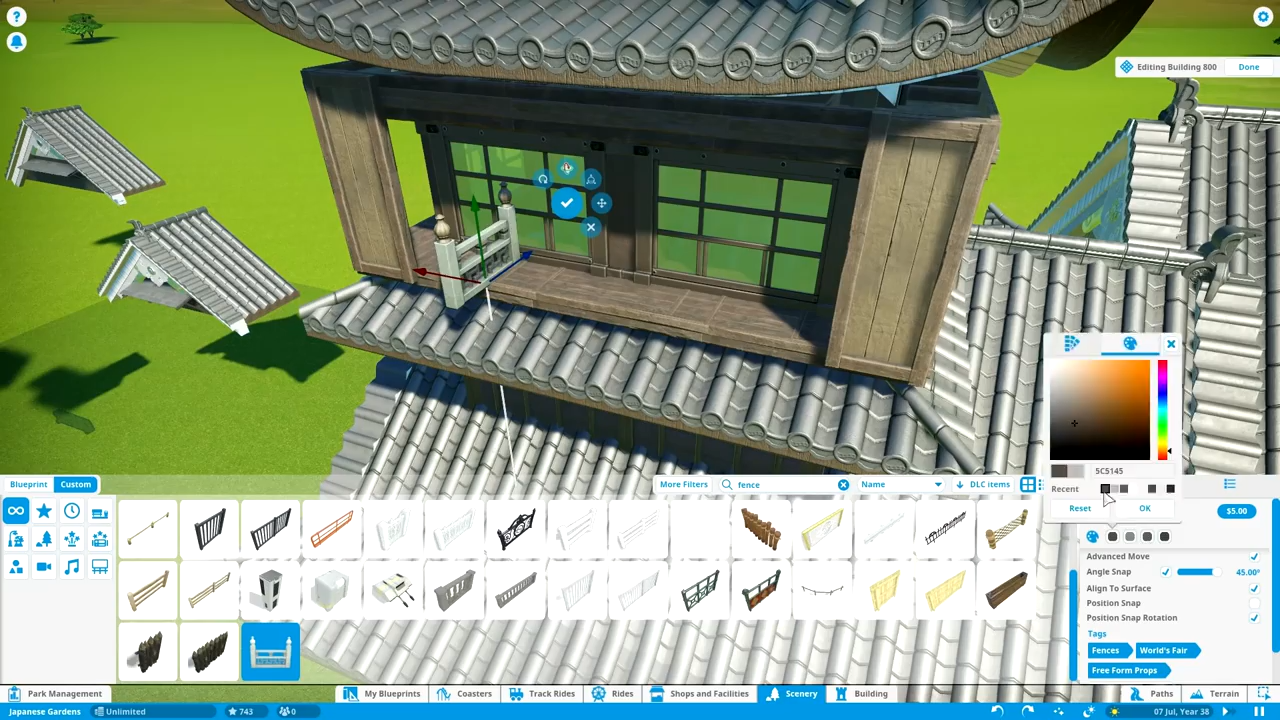 ?
Editing Building 800 Done
5C5145
Recent
Reset OK
Blueprint Custom More Filters fence Name DLC items
$5.00
Advanced Move
Angle Snap 45.00°
Align To Surface
Position Snap
Position Snap Rotation
Tags
Fences World's Fair
Free Form Props
Park Management My Blueprints Coasters Track Rides Rides Shops and Facilities Scenery Building Paths Terrain
Japanese Gardens Unlimited 743 0 07 Jul, Year 38